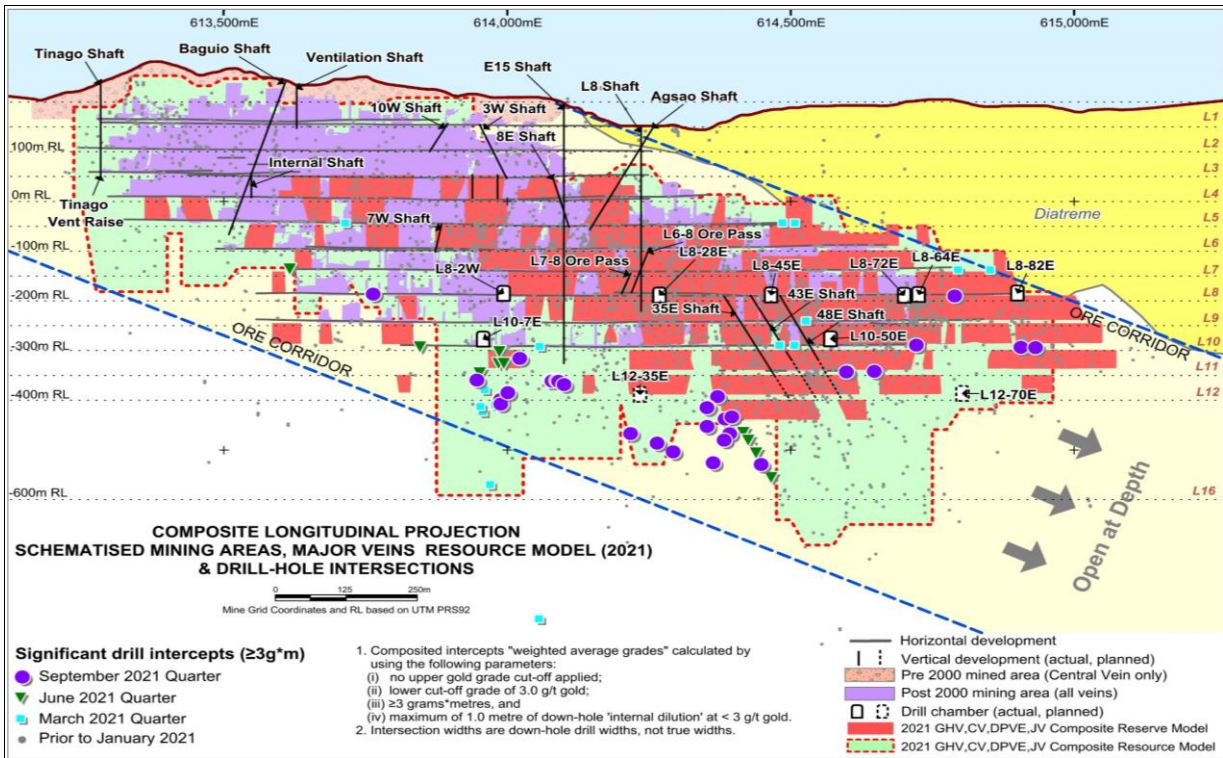 613,500mE
614,000mE
614,500mE
615,000mE
Tinago Shaft
Baguio Shaft
Ventilation Shaft
E15 Shaft
L8 Shaft
Agsao Shaft
10W Shaft
3W Shaft
8E Shaft
L1
L2
100m RL
Internal Shaft
L3
0m RL
L4
Tinago
Vent Raise
7W Shaft
Diatreme
L5
-100m RL
L6-8 Ore Pass
L6
L8-2W
L7-8 Ore Pass
L8-28E
L8-45E
L8-72E
L8-64E
L8-82E
L7
-200m RL
43E Shaft
L8
ORE CORRIDOR
35E Shaft
48E Shaft
ORE CORRIDOR
L9
L10-7E
L10-50E
L10
-300m RL
L11
L12-35E
L12-70E
L12
-400m RL
-600m RL
L16
Open at Depth
COMPOSITE LONGITUDINAL PROJECTION
SCHEMATISED MINING AREAS, MAJOR VEINS RESOURCE MODEL (2021)
& DRILL-HOLE INTERSECTIONS
0 125 250m
Mine Grid Coordinates and RL based on UTM PRS92
Significant drill intercepts (≥3g*m)
September 2021 Quarter
June 2021 Quarter
March 2021 Quarter
Prior to January 2021
1. Composited intercepts "weighted average grades" calculated by
using the following parameters:
(i) no upper gold grade cut-off applied;
(ii) lower cut-off grade of 3.0 g/t gold;
(iii) ≥3 grams*metres, and
(iv) maximum of 1.0 metre of down-hole 'internal dilution' at < 3 g/t gold.
2. Intersection widths are down-hole drill widths, not true widths.
Horizontal development
Vertical development (actual, planned)
Pre 2000 mined area (Central Vein only)
Post 2000 mining area (all veins)
Drill chamber (actual, planned)
2021 GHV,CV,DPVE,JV Composite Reserve Model
2021 GHV,CV,DPVE,JV Composite Resource Model